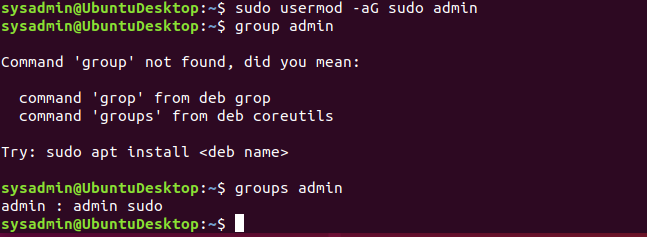 sysadmin@UbuntuDesktop:~$ sudo usermod -aG sudo admin
sysadmin@UbuntuDesktop:~$ group admin
Command 'group' not found, did you mean:
command 'grop' from deb grop
command 'groups' from deb coreutils
Try: sudo apt install <deb name>
sysadmin@UbuntuDesktop:~$ groups admin
admin : admin sudo
sysadmin@UbuntuDesktop:~$